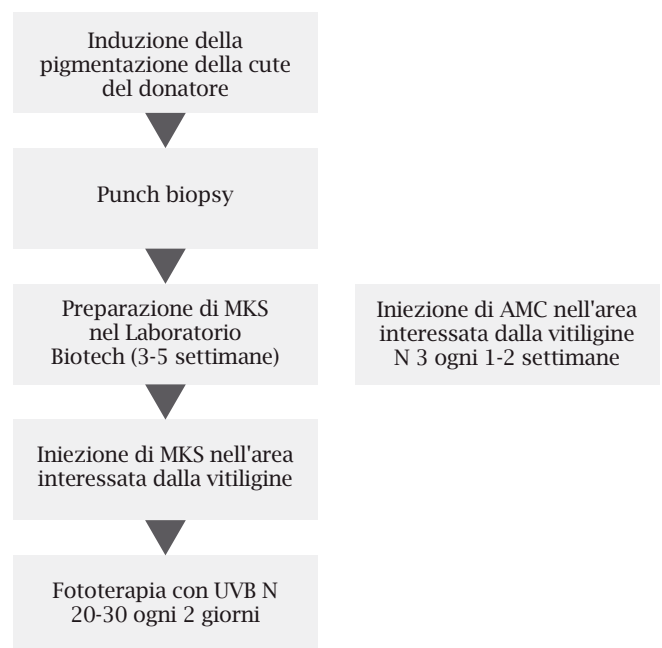 Induzione della
pigmentazione della cute
del donatore
Punch biopsy
Preparazione di MKS
nel Laboratorio
Biotech (3-5 settimane)
Iniezione di AMC nell'area
interessata dalla vitiligine
N 3 ogni 1-2 settimane
Iniezione di MKS nell'area
interessata dalla vitiligine
Fototerapia con UVB N
20-30 ogni 2 giorni